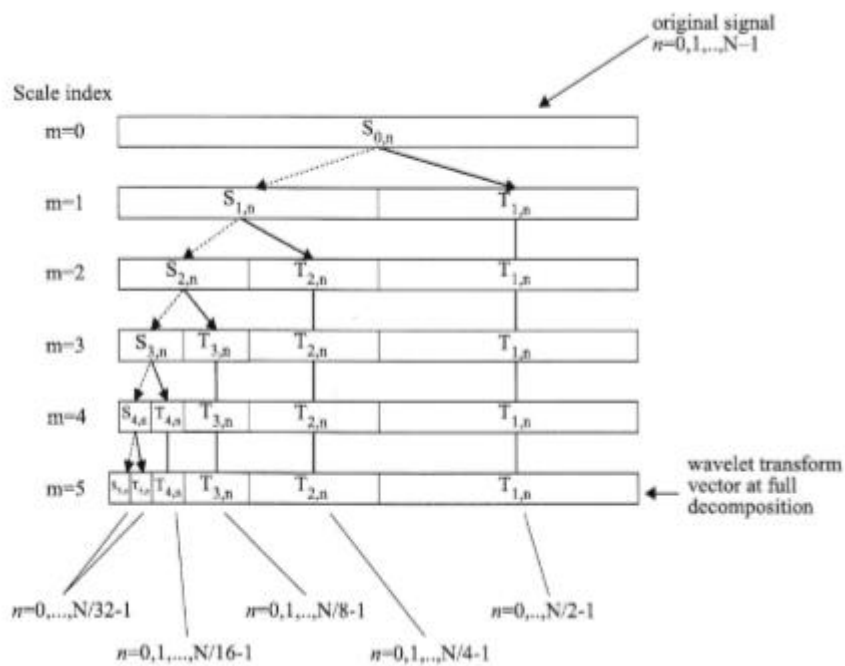 original signal
n=0,1,..,N–1
Scale index
m=0 S0,n
m=1 S1,n T1,n
m=2 S2,n T2,n T1,n
m=3 S3,n T3,n T2,n T1,n
m=4 S4,n T4,n T3,n T2,n T1,n
m=5 S5,n T5,n T4,n T3,n T2,n T1,n
wavelet transform
vector at full
decomposition
n=0,...,N/32-1 n=0,1,..,N/8-1 n=0,..,N/2-1
n=0,1,...,N/16-1 n=0,1,..,N/4-1